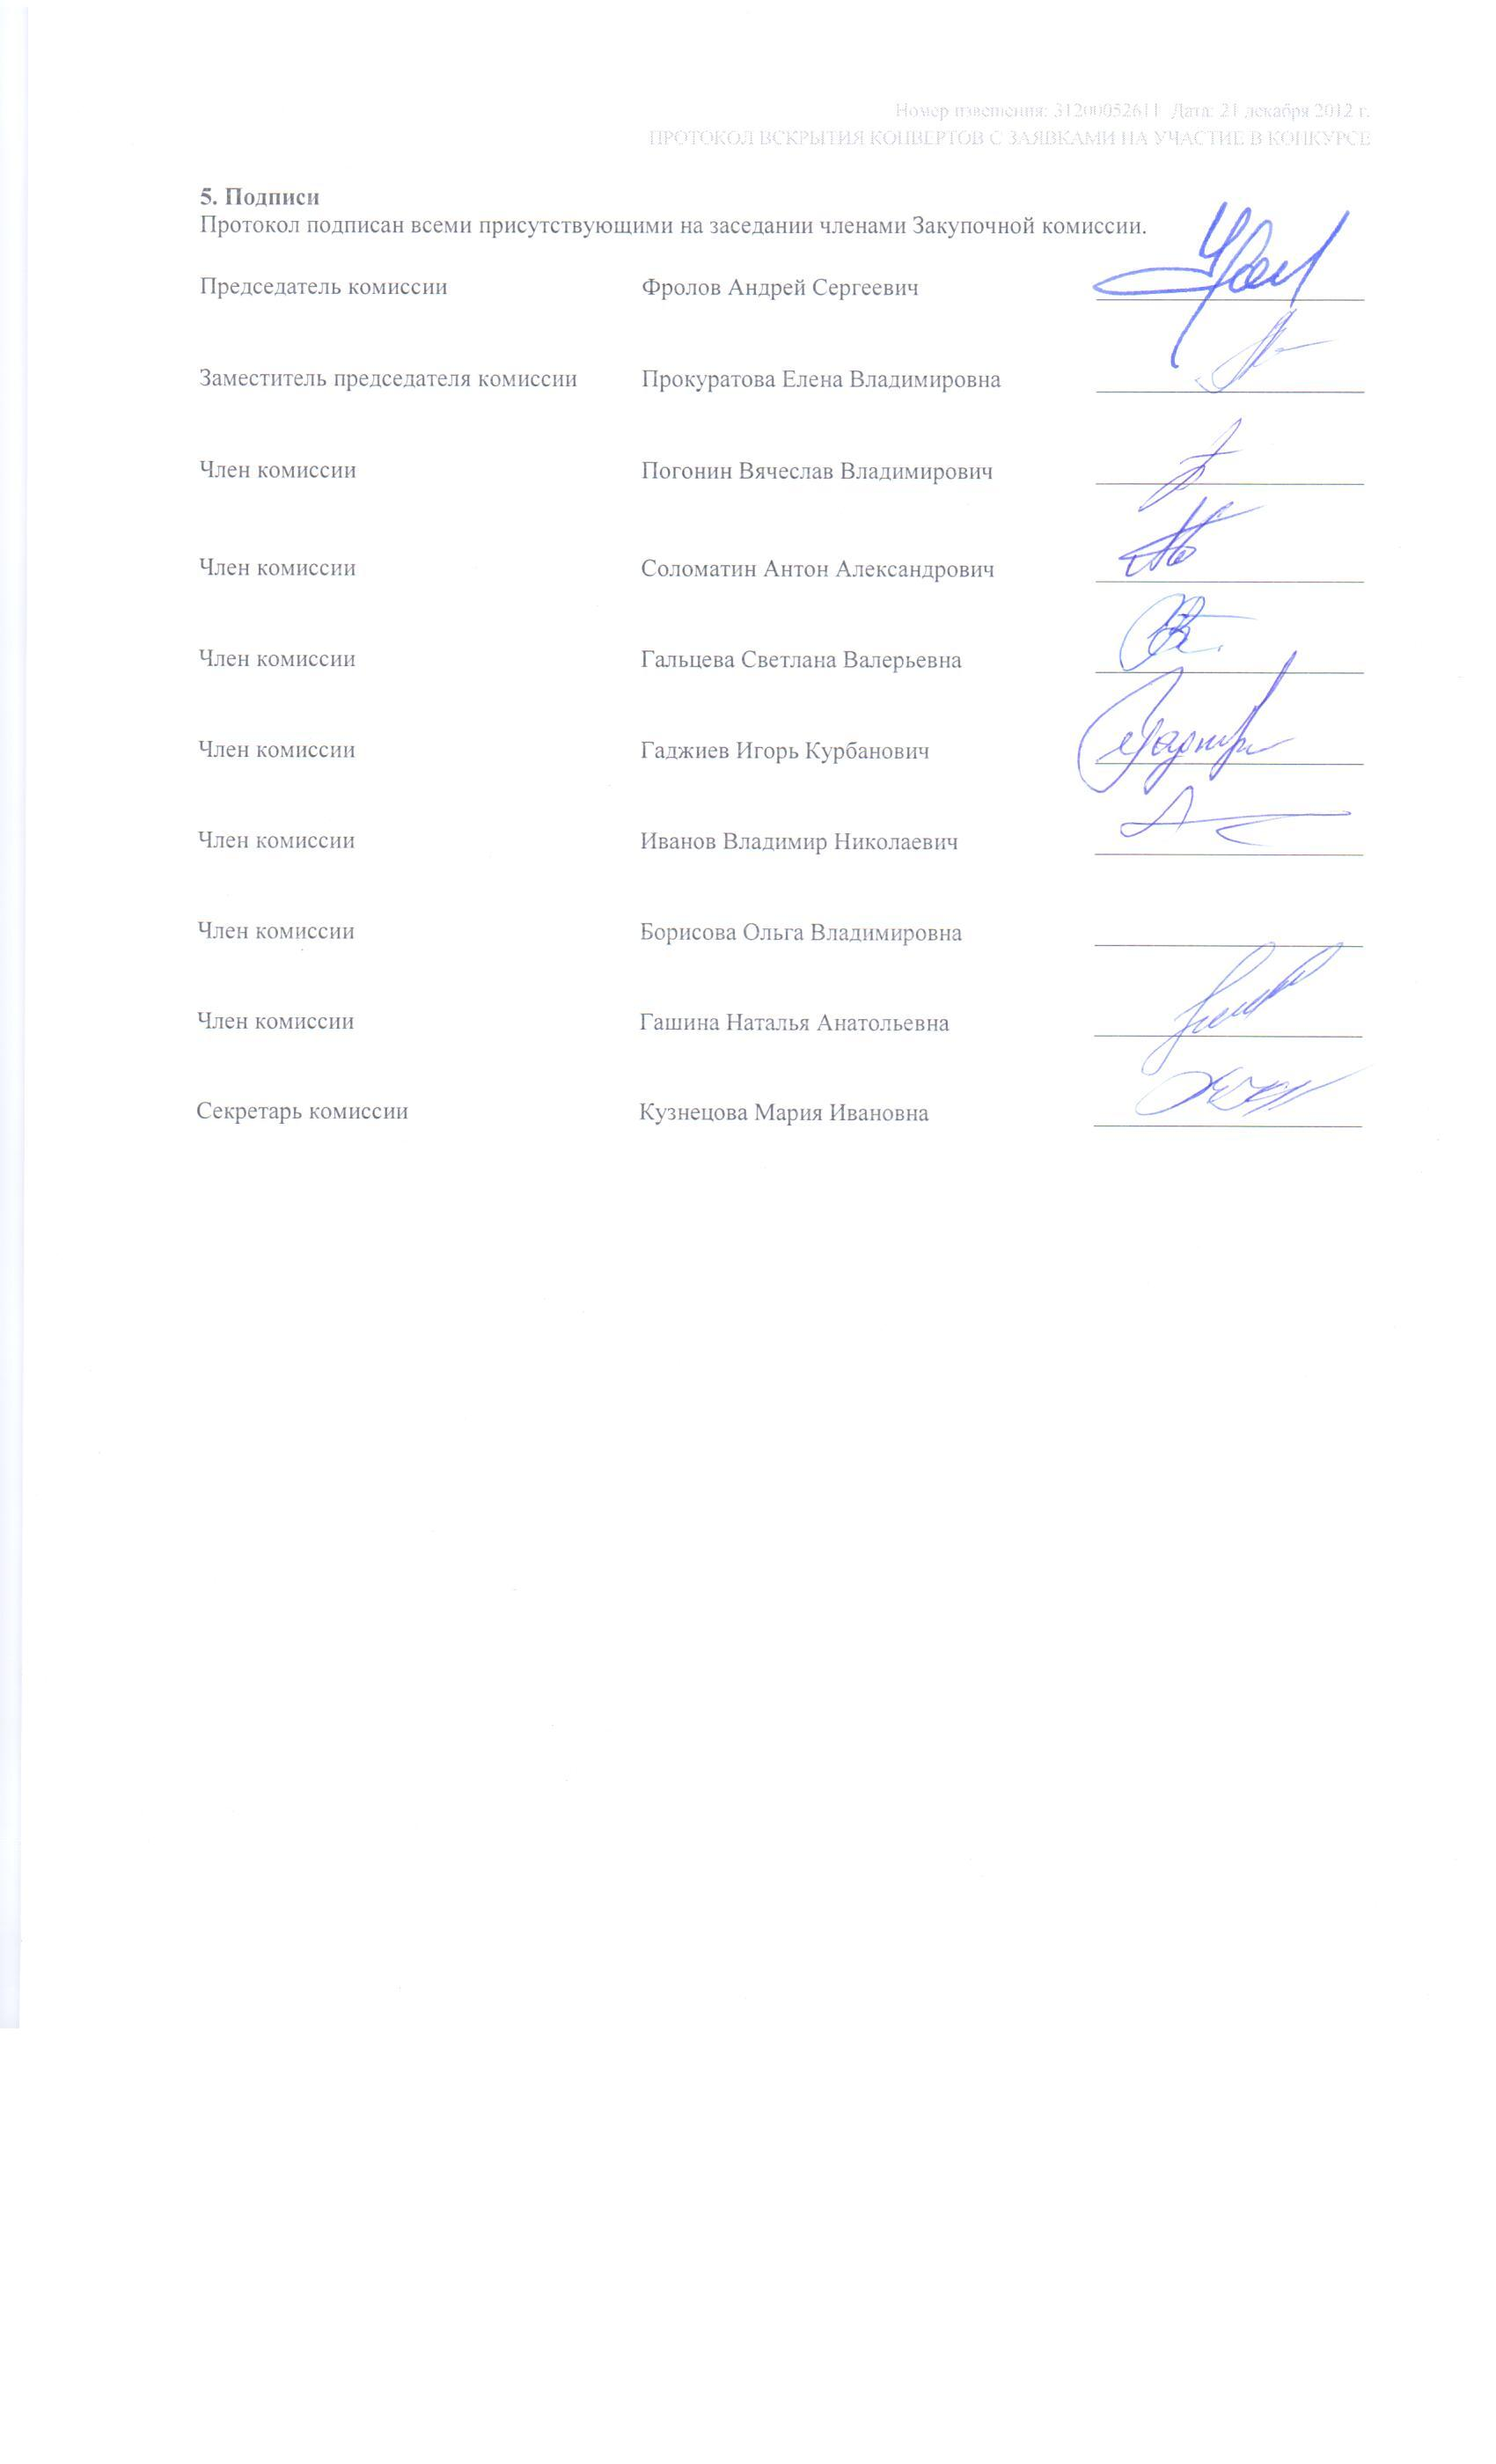 Номер извещения: 31200052611 Дата: 21 декабря 2012 г.
ПРОТОКОЛ ВСКРЫТИЯ КОНВЕРТОВ С ЗАЯВКАМИ НА УЧАСТИЕ В КОНКУРСЕ
5. Подписи
Протокол подписан всеми присутствующими на заседании членами Закупочной комиссии.
Председатель комиссии Фролов Андрей Сергеевич
Заместитель председателя комиссии Прокуратова Елена Владимировна
Член комиссии Погонин Вячеслав Владимирович
Член комиссии Соломатин Антон Александрович
Член комиссии Гальцева Светлана Валерьевна
Член комиссии Гаджиев Игорь Курбанович
Член комиссии Иванов Владимир Николаевич
Член комиссии Борисова Ольга Владимировна
Член комиссии Гашина Наталья Анатольевна
Секретарь комиссии Кузнецова Мария Ивановна